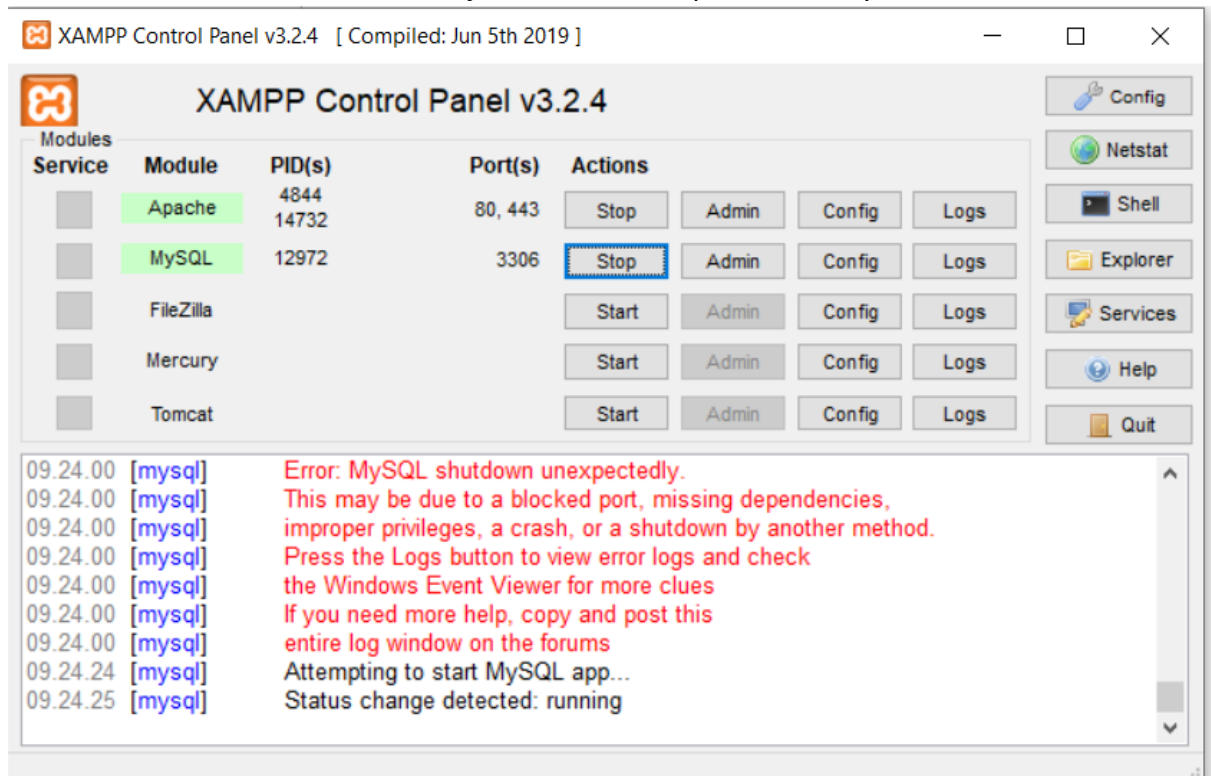 XAMPP Control Panel v3.2.4 [ Compiled: Jun 5th 2019 ]
XAMPP Control Panel v3.2.4
Config
Modules
Service Module PID(s) Port(s) Actions
Netstat
Apache 4844 14732 80, 443 Stop Admin Config Logs
Shell
MySQL 12972 3306 Stop Admin Config Logs
Explorer
FileZilla Start Admin Config Logs
Services
Mercury Start Admin Config Logs
Help
Tomcat Start Admin Config Logs
Quit
09.24.00 [mysql] Error: MySQL shutdown unexpectedly.
09.24.00 [mysql] This may be due to a blocked port, missing dependencies,
09.24.00 [mysql] improper privileges, a crash, or a shutdown by another method.
09.24.00 [mysql] Press the Logs button to view error logs and check
09.24.00 [mysql] the Windows Event Viewer for more clues
09.24.00 [mysql] If you need more help, copy and post this
09.24.00 [mysql] entire log window on the forums
09.24.24 [mysql] Attempting to start MySQL app...
09.24.25 [mysql] Status change detected: running